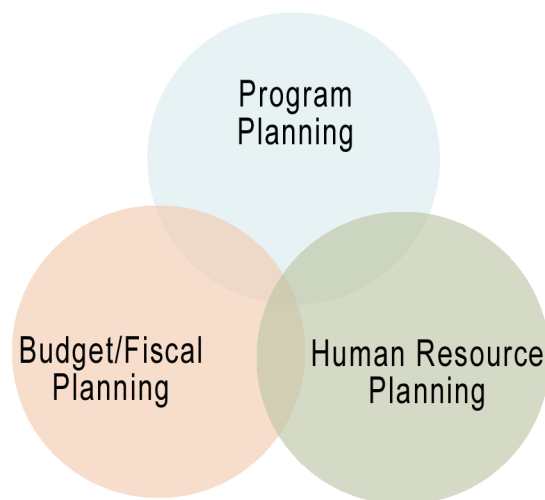 Program
Planning
Budget/Fiscal
Planning
Human Resource
Planning